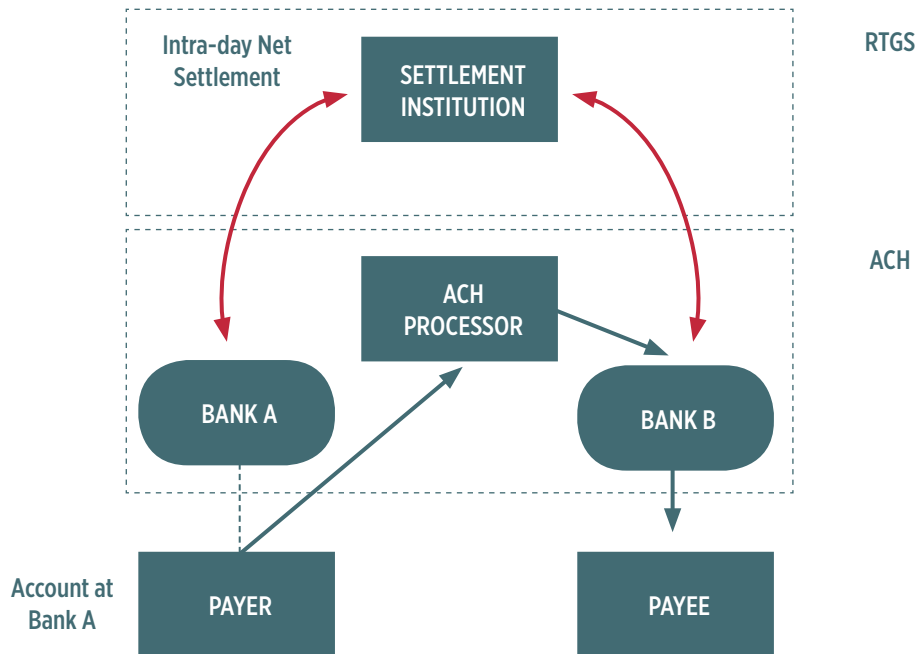 Intra-day Net
Settlement
SETTLEMENT
INSTITUTION
RTGS
ACH
ACH
PROCESSOR
BANK A
BANK B
Account at
Bank A
PAYER
PAYEE